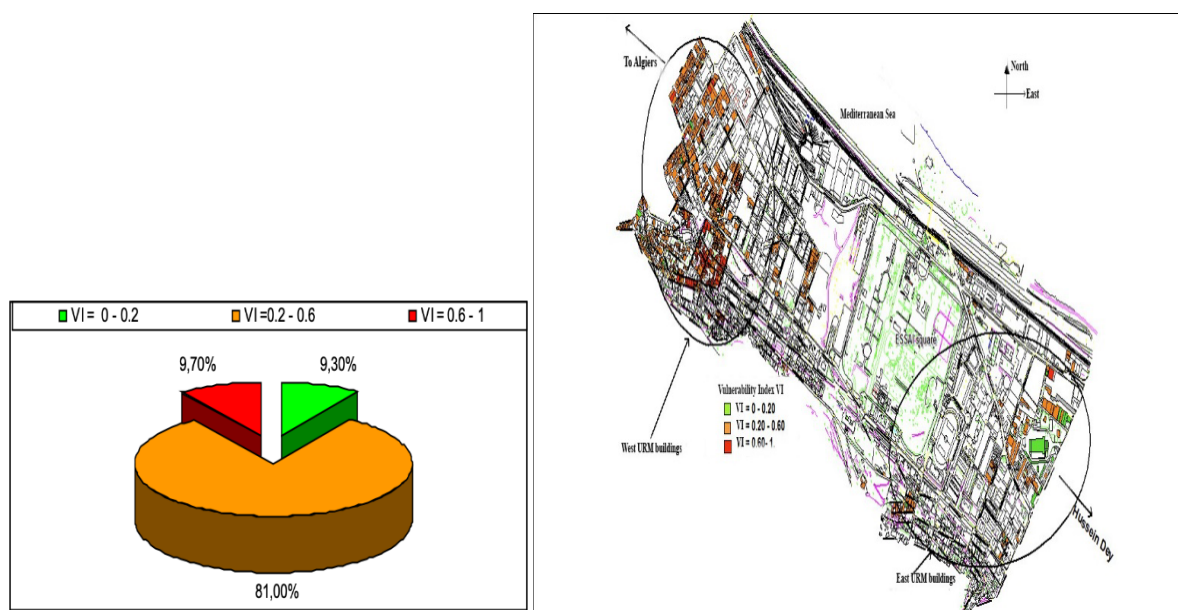 VI = 0 - 0.2 VI =0.2 - 0.6 VI = 0.6 - 1
9,70% 9,30%
81,00%
To Algiers
North
East
Mediterranean Sea
ESSAI square
Vulnerability Index VI
VI = 0 - 0.20
VI = 0.20 - 0.60
VI = 0.60- 1.
West URM buildings
Hussein Dey
East URM buildings